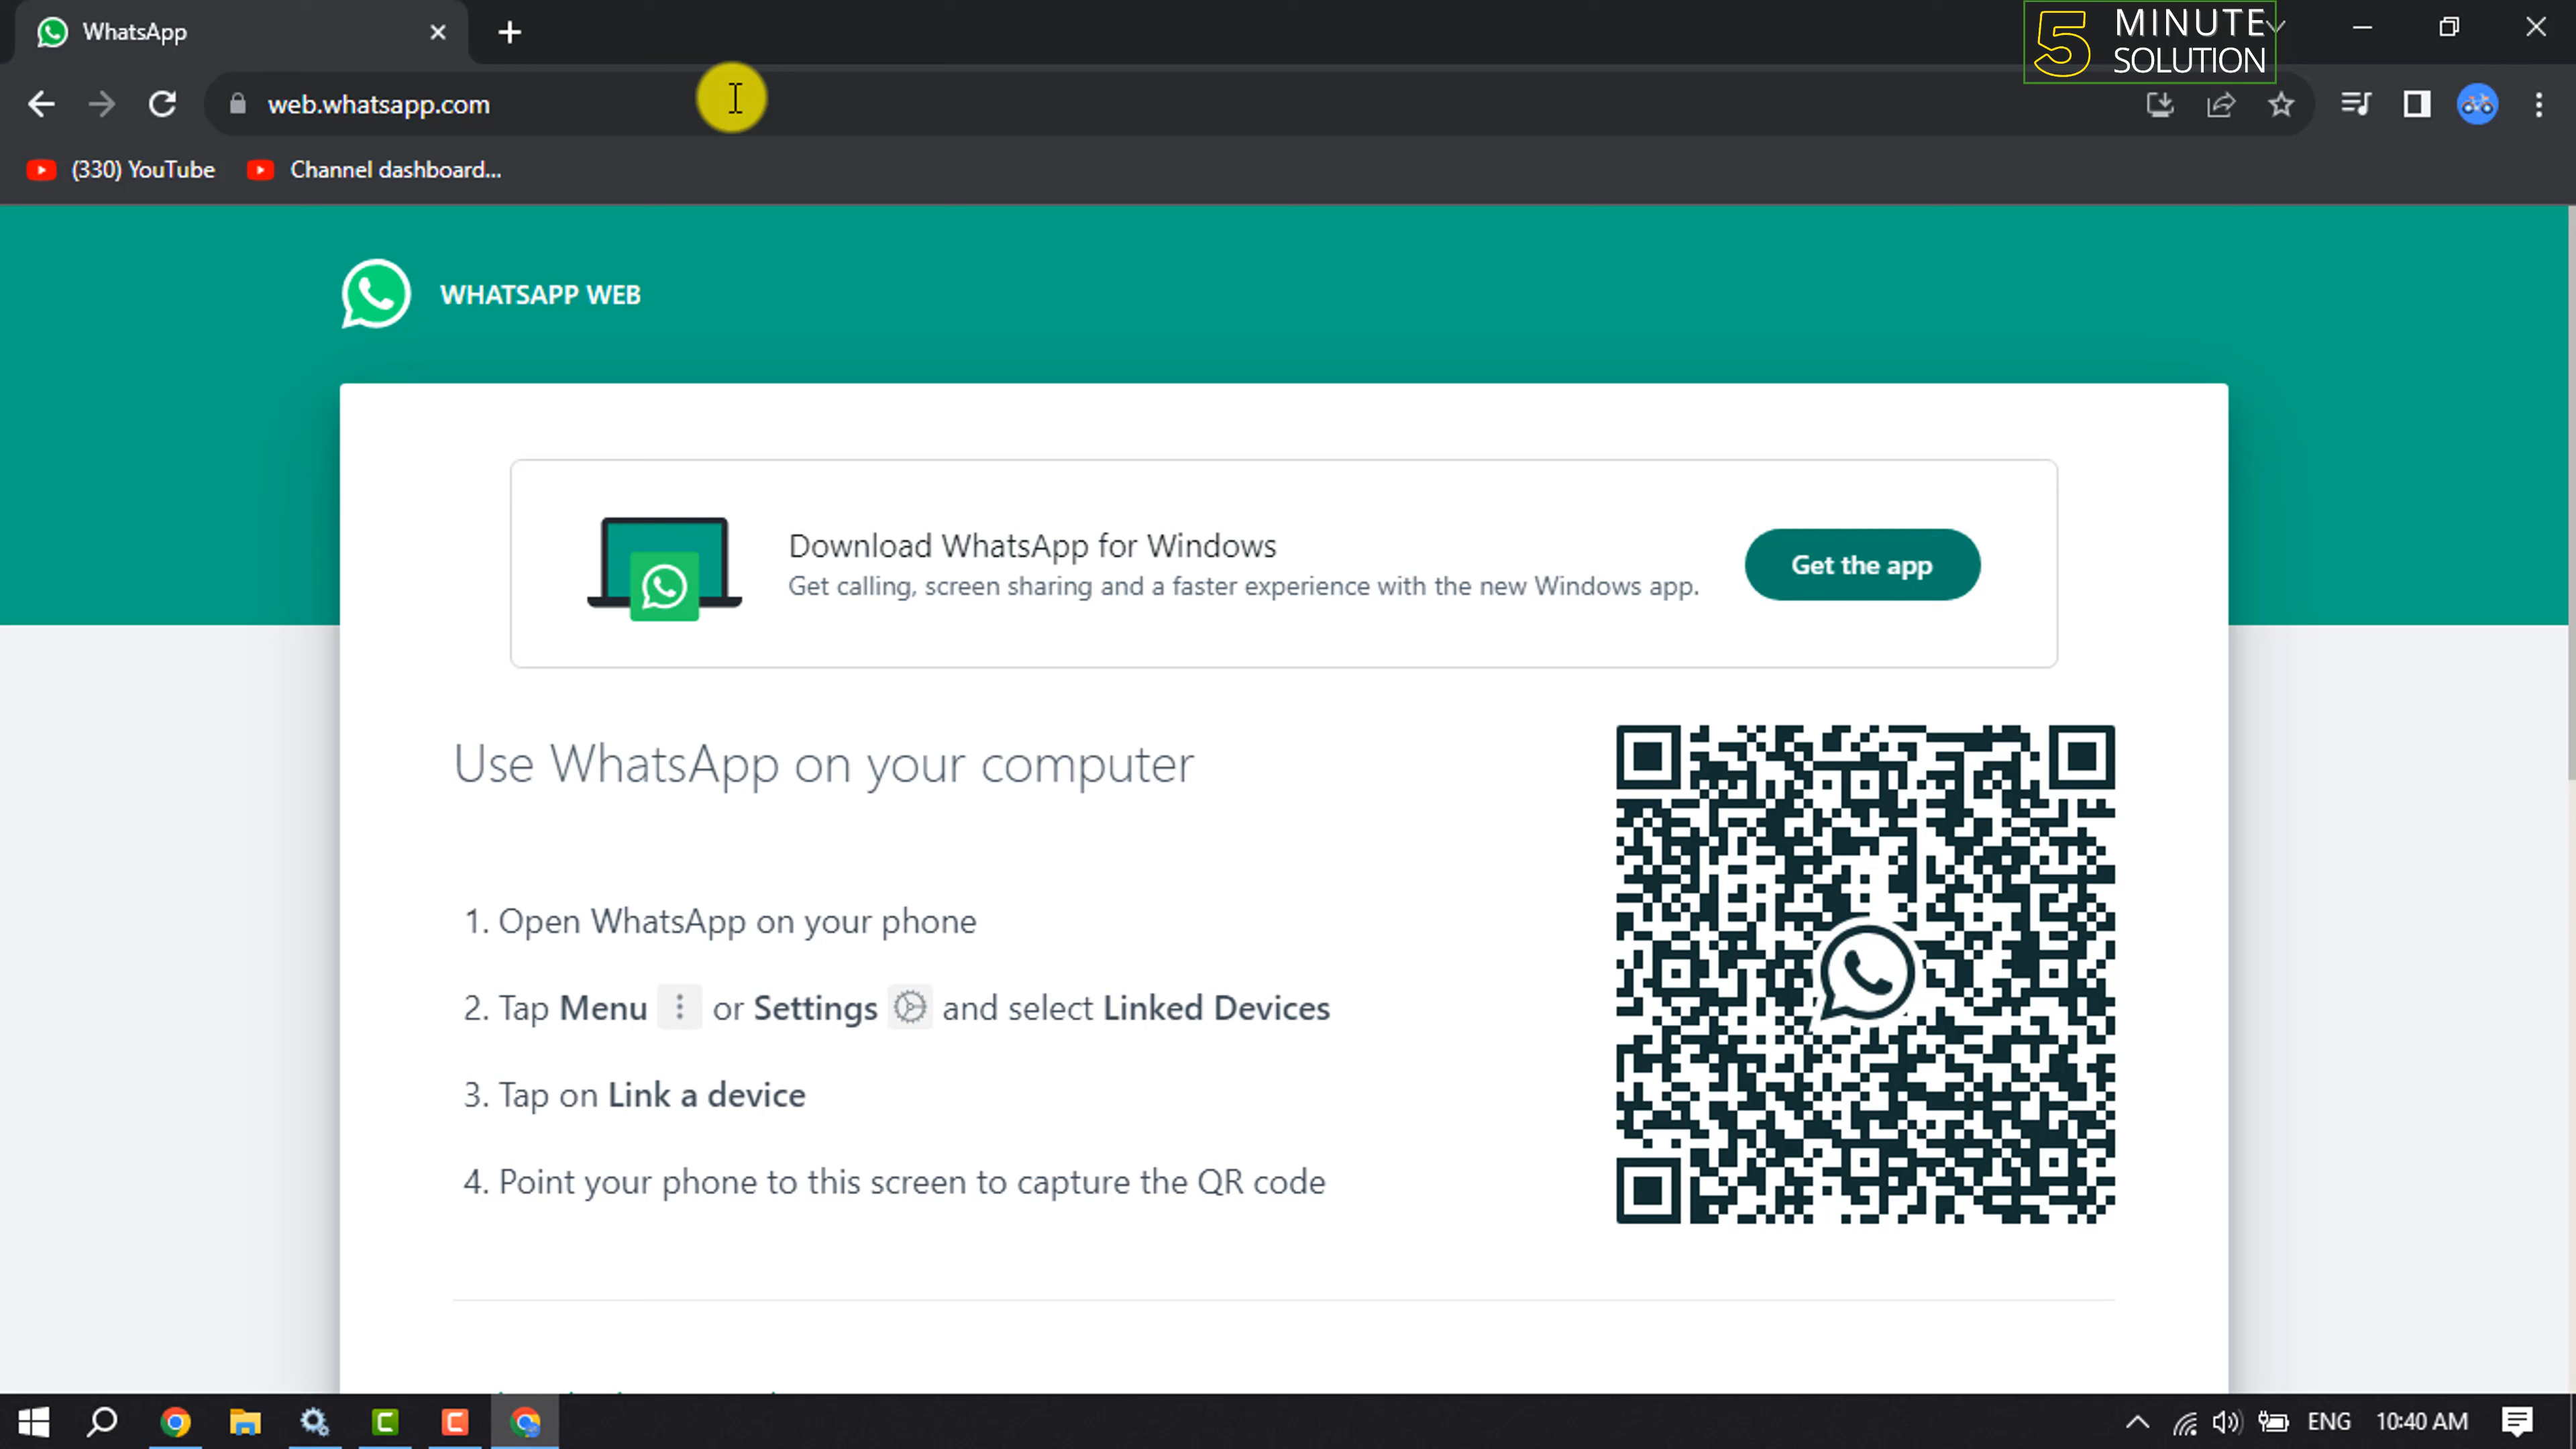 WhatsApp
5 MINUTE
SOLUTION
web.whatsapp.com
(330) YouTube
Channel dashboard...
WHATSAPP WEB
Download WhatsApp for Windows
Get calling, screen sharing and a faster experience with the new Windows app.
Get the app
Use WhatsApp on your computer
1. Open WhatsApp on your phone
2. Tap Menu or Settings and select Linked Devices
3. Tap on Link a device
4. Point your phone to this screen to capture the QR code
ENG
10:40 AM